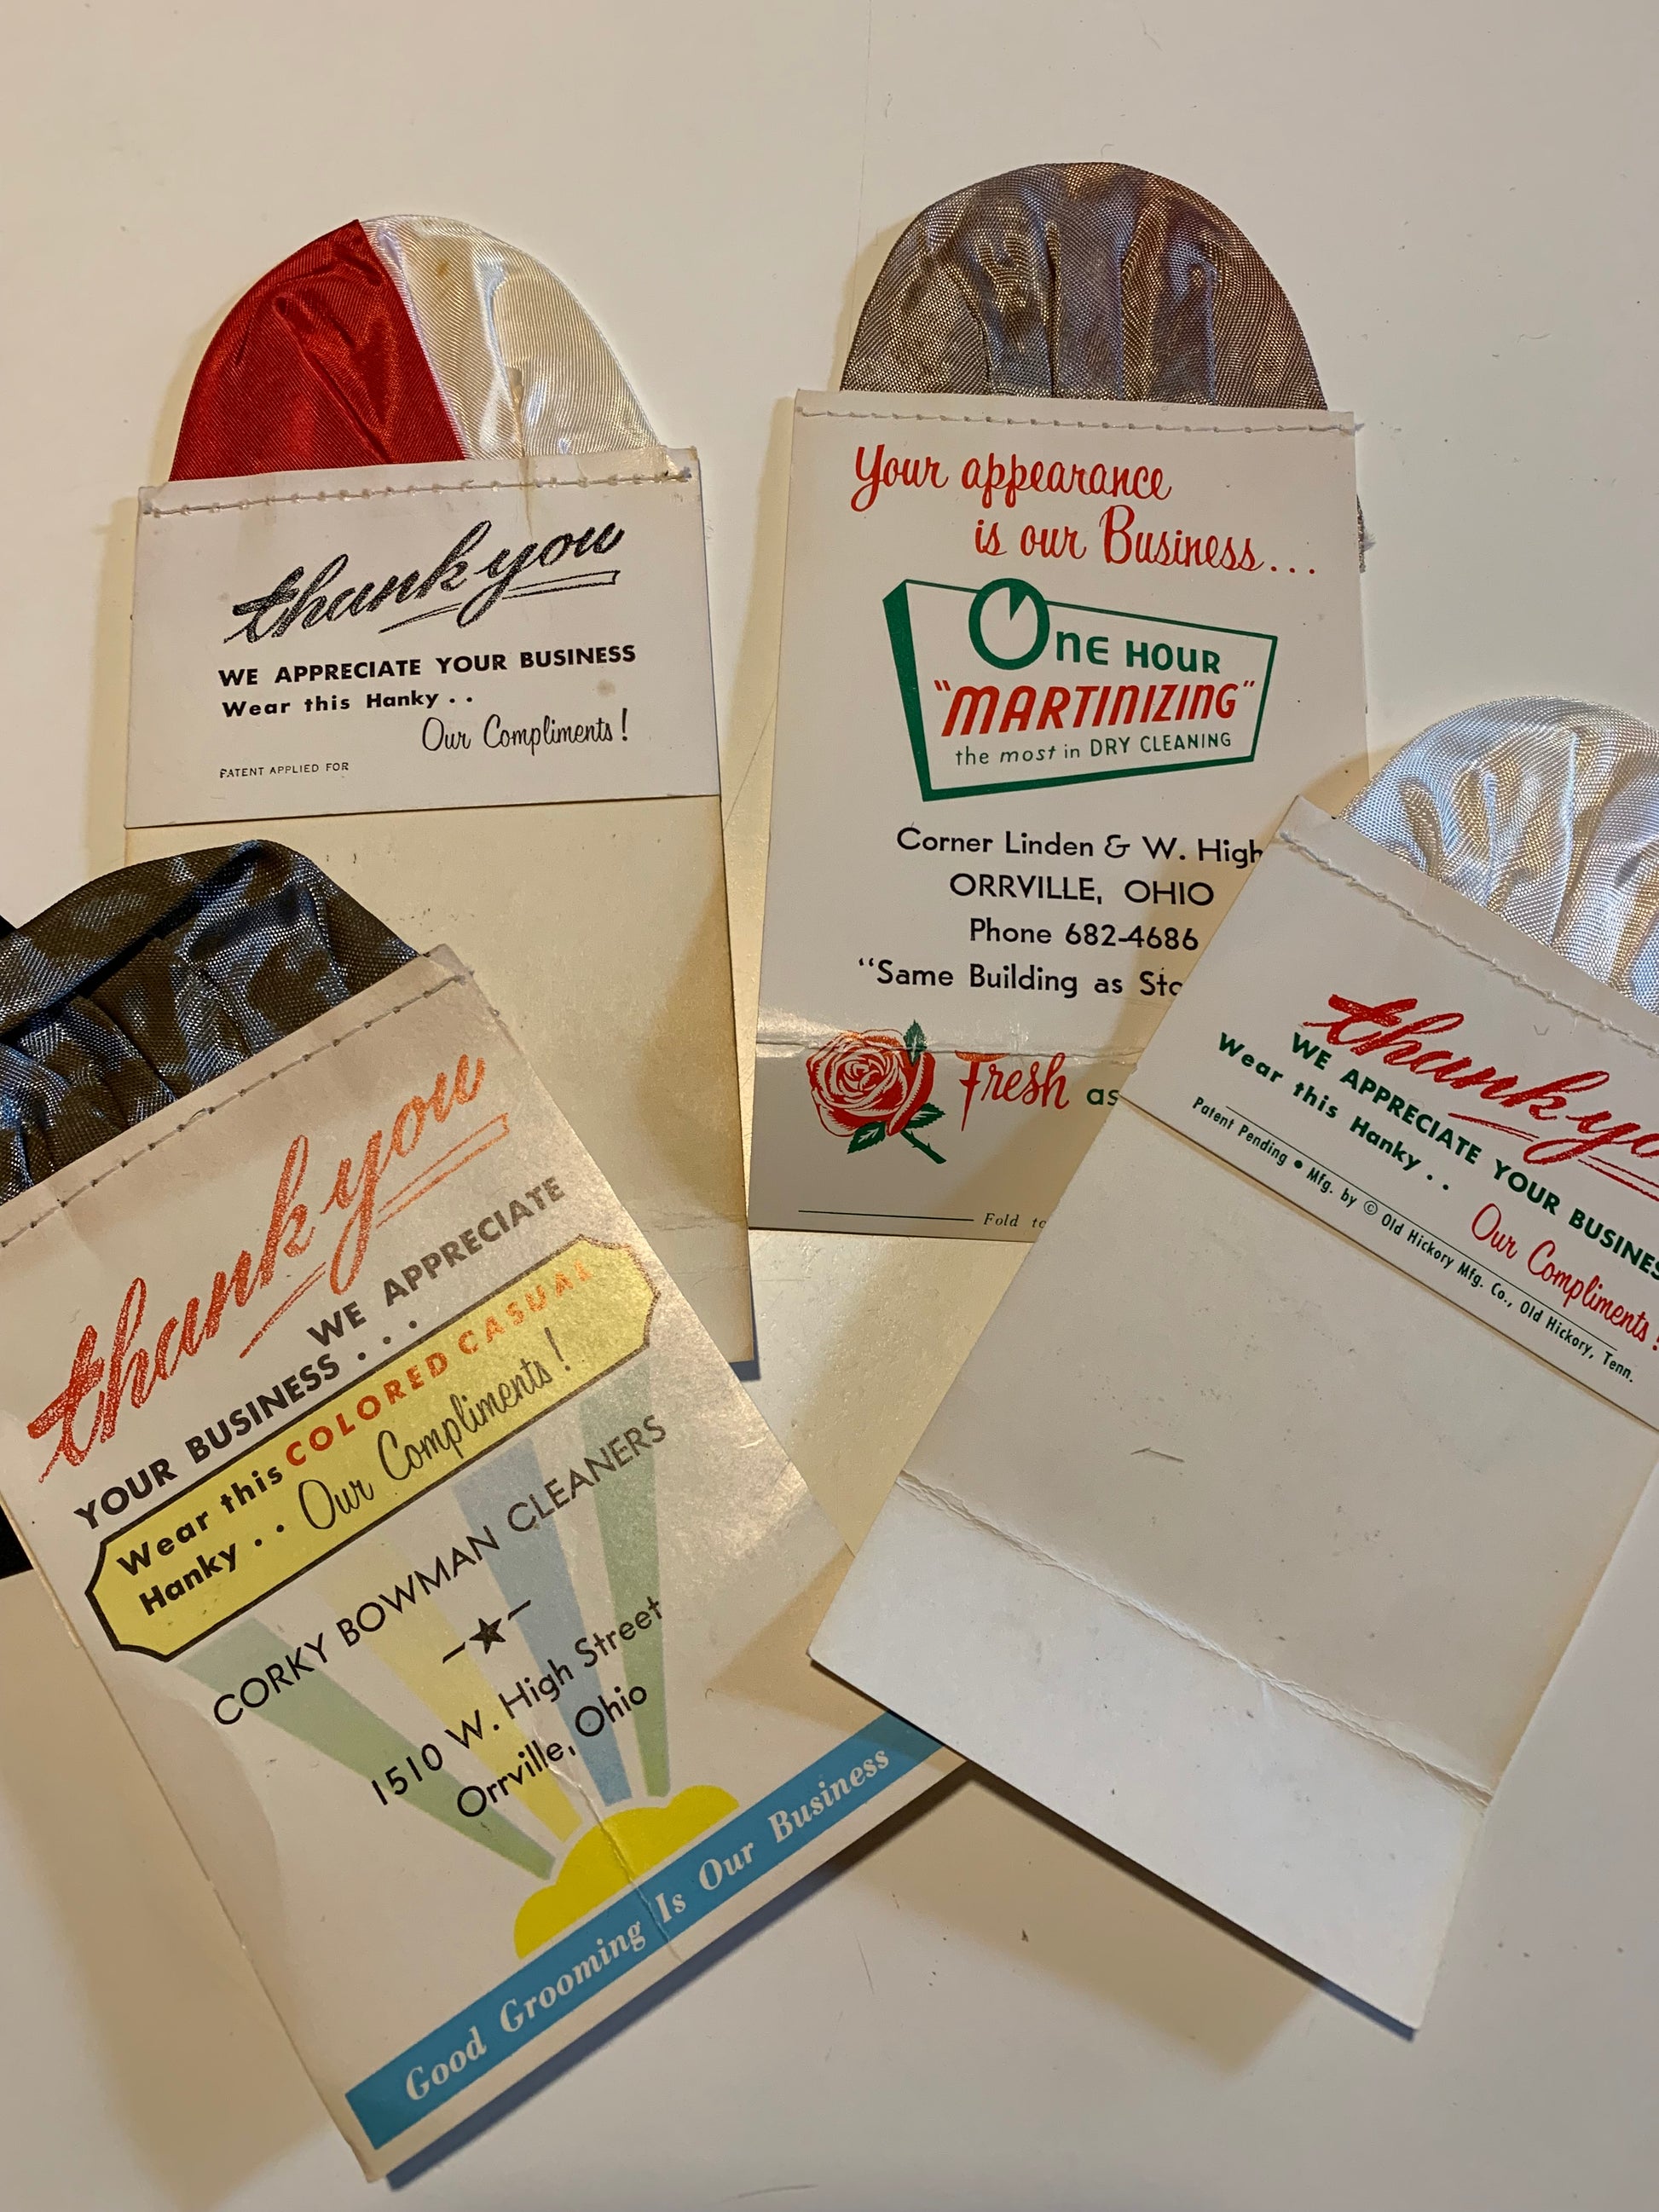 thank you
WE APPRECIATE YOUR BUSINESS
Wear this Hanky . .
Our Compliments!
PATENT APPLIED FOR
Your appearance
is our Business...
ONE HOUR
"MARTINIZING"
the most in DRY CLEANING
Corner Linden & W. High
ORRVILLE, OHIO
Phone 682-4686
"Same Building as
Fresh as
Fold
thank you
WE APPRECIATE
YOUR BUSINESS . . .
Wear this COLORED CASUAL
Hanky . . Our Compliments!
CORKY BOWMAN CLEANERS
1510 W. High Street
Orrville, Ohio
Good Grooming Is Our Business
thank
WE APPRECIATE YOUR BUSINESS
Wear this Hanky . .
Our Compliments!
Patent Pending • Mfg. by © Old Hickory Mfg. Co., Old Hickory, Tenn.